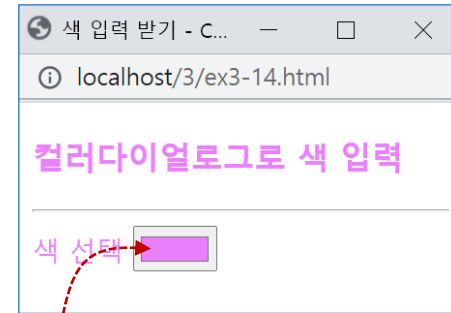 색 입력 받기 - C...
localhost/3/ex3-14.html
컬러다이얼로그로 색 입력
색 선택